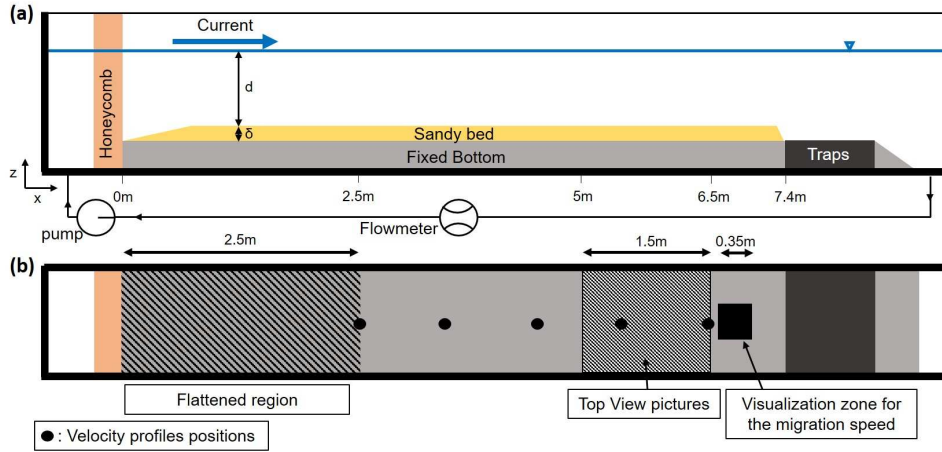 (a)
Current
Honeycomb
d
δ
Sandy bed
Fixed Bottom
Traps
z
x
0m
2.5m
5m
6.5m
7.4m
pump
Flowmeter
2.5m
1.5m
0.35m
(b)
Flattened region
Top View pictures
Visualization zone for
the migration speed
: Velocity profiles positions